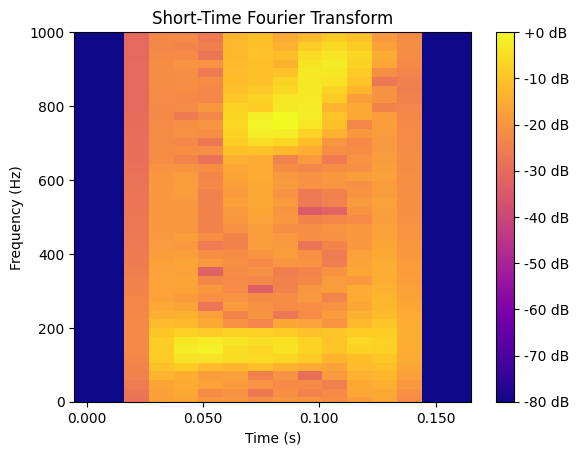 Short-Time Fourier Transform
1000
800
600
400
200
0
Frequency (Hz)
0.000
0.050
0.100
0.150
Time (s)
+0 dB
-10 dB
-20 dB
-30 dB
-40 dB
-50 dB
-60 dB
-70 dB
-80 dB